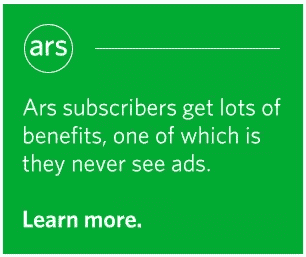 ars
Ars subscribers get lots of
benefits, one of which is
they never see ads.
Learn more.